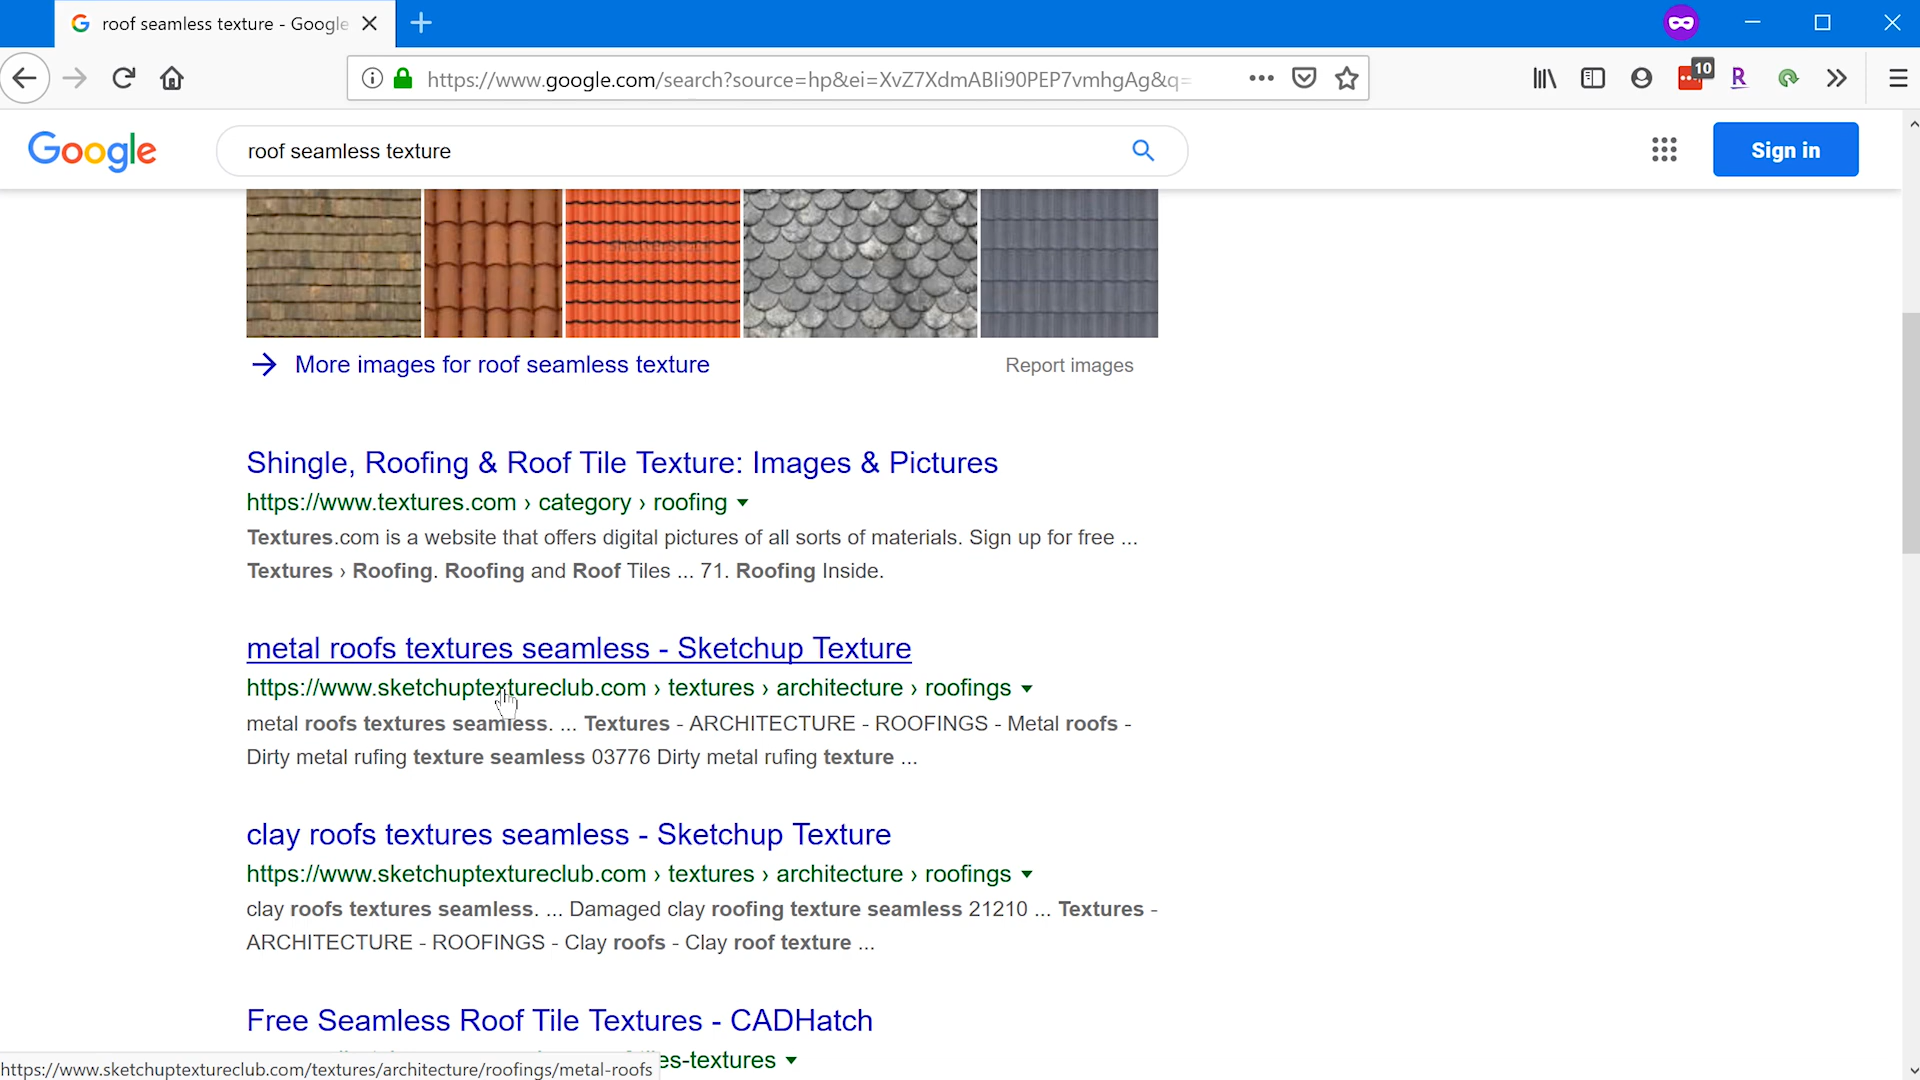 roof seamless texture - Google
https://www.google.com/search?source=hp&ei=XvZ7XdmABIi90PEP7vmhgAg&q=
10
Google
roof seamless texture
Sign in
More images for roof seamless texture
Report images
Shingle, Roofing & Roof Tile Texture: Images & Pictures
https://www.textures.com › category › roofing
Textures.com is a website that offers digital pictures of all sorts of materials. Sign up for free ...
Textures › Roofing. Roofing and Roof Tiles ... 71. Roofing Inside.
metal roofs textures seamless - Sketchup Texture
https://www.sketchuptextureclub.com › textures › architecture › roofings
metal roofs textures seamless. ... Textures - ARCHITECTURE - ROOFINGS - Metal roofs -
Dirty metal rufing texture seamless 03776 Dirty metal rufing texture ...
clay roofs textures seamless - Sketchup Texture
https://www.sketchuptextureclub.com › textures › architecture › roofings
clay roofs textures seamless. ... Damaged clay roofing texture seamless 21210 ... Textures -
ARCHITECTURE - ROOFINGS - Clay roofs - Clay roof texture ...
Free Seamless Roof Tile Textures - CADHatch
es-textures
https://www.sketchuptextureclub.com/textures/architecture/roofings/metal-roofs